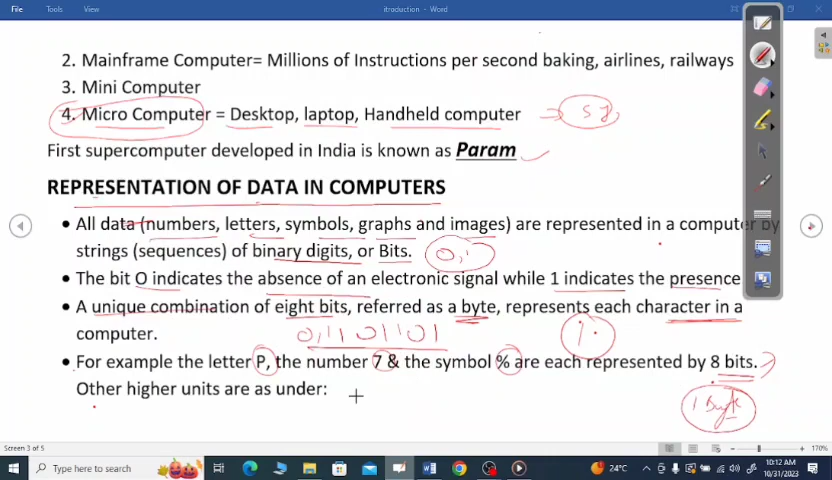 File Tools View itroduction - Word
2. Mainframe Computer= Millions of Instructions per second baking, airlines, railways
3. Mini Computer
4. Micro Computer = Desktop, laptop, Handheld computer
First supercomputer developed in India is known as Param
REPRESENTATION OF DATA IN COMPUTERS
• All data (numbers, letters, symbols, graphs and images) are represented in a computer by
strings (sequences) of binary digits, or Bits. 0,
• The bit O indicates the absence of an electronic signal while 1 indicates the presence
• A unique combination of eight bits, referred as a byte, represents each character in a
computer.
• For example the letter P, the number 7 & the symbol % are each represented by 8 bits.
Other higher units are as under:
1 Byte
Screen 3 of 5 170%
Type here to search 24°C 10:12 AM
10/31/2023